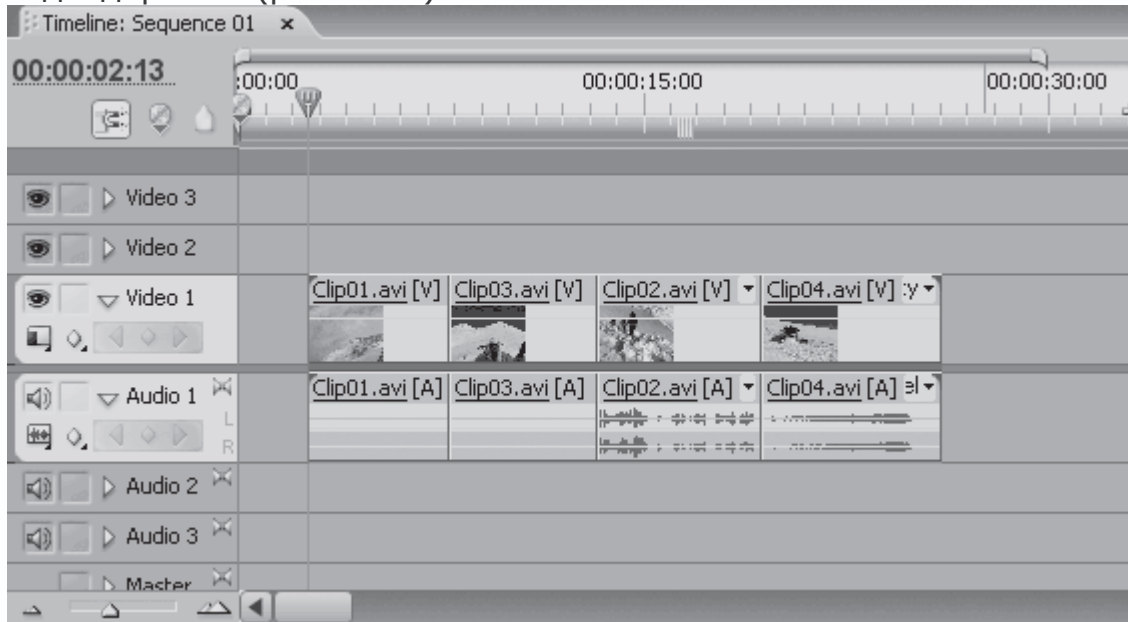 Timeline: Sequence 01 ×
00:00:02:13
:00:00 00:00:15:00 00:00:30:00
Video 3
Video 2
Video 1
Clip01.avi [V] Clip03.avi [V] Clip02.avi [V] Clip04.avi [V] :y
Audio 1
L
R
Clip01.avi [A] Clip03.avi [A] Clip02.avi [A] Clip04.avi [A] el
Audio 2
Audio 3
Master